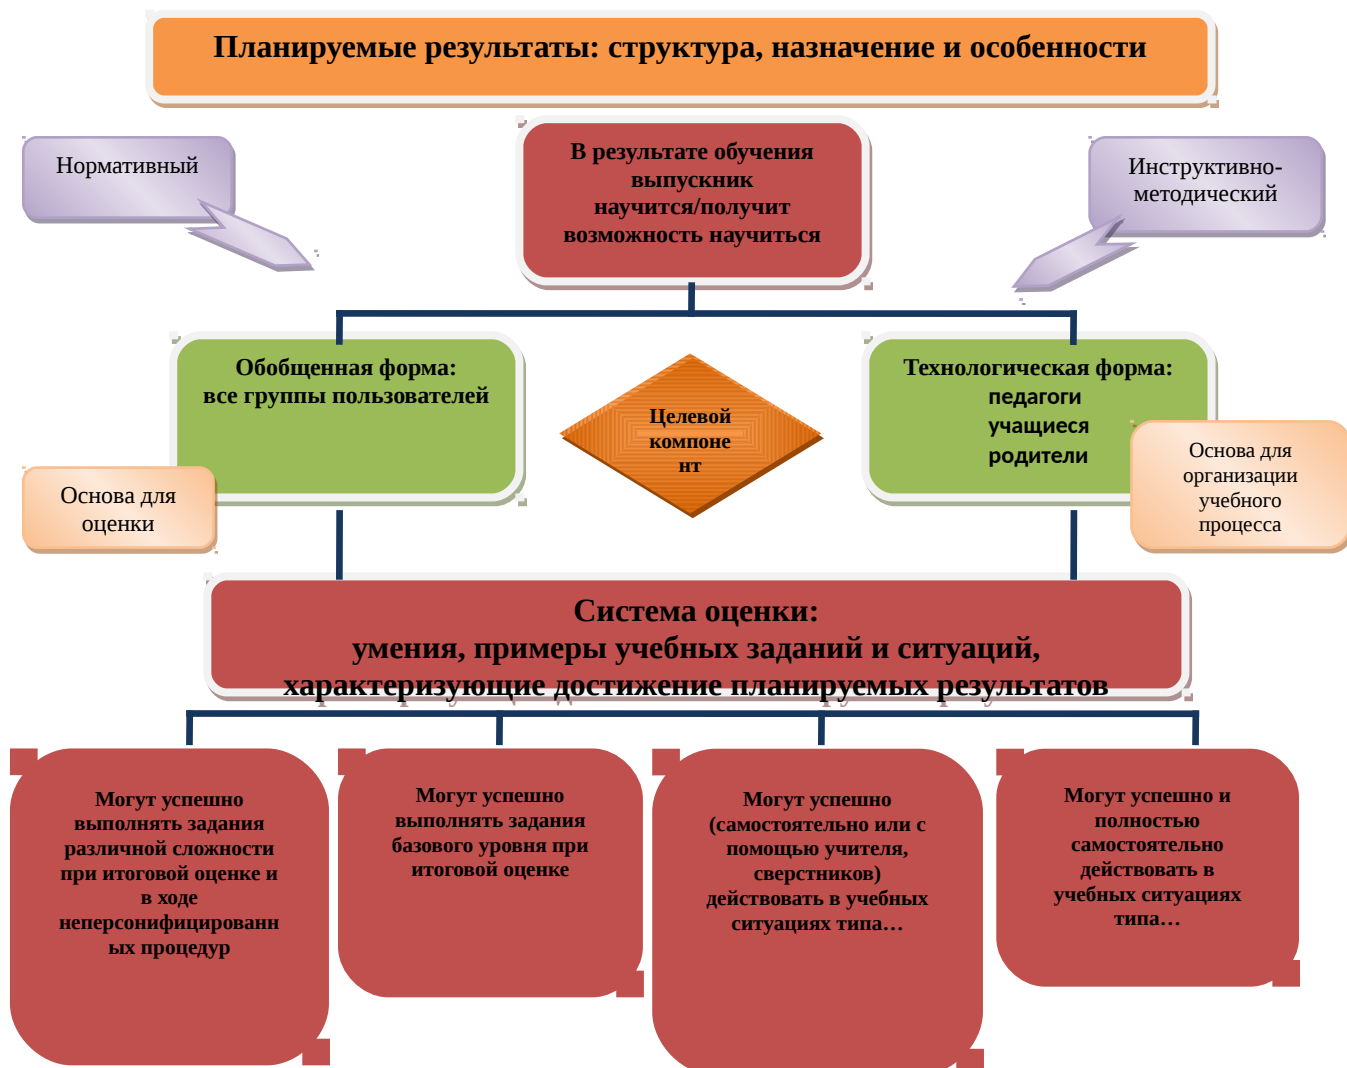 Планируемые результаты: структура, назначение и особенности
Нормативный
В результате обучения
выпускник
научится/получит
возможность научиться
Инструктивно-
методический
Обобщенная форма:
все группы пользователей
Целевой
компоне
нт
Технологическая форма:
педагоги
учащиеся
родители
Основа для
оценки
Основа для
организации
учебного
процесса
Система оценки:
умения, примеры учебных заданий и ситуаций,
характеризующие достижение планируемых результатов
Могут успешно
выполнять задания
различной сложности
при итоговой оценке и
в ходе
неперсонифицированн
ых процедур
Могут успешно
выполнять задания
базового уровня при
итоговой оценке
Могут успешно
(самостоятельно или с
помощью учителя,
сверстников)
действовать в учебных
ситуациях типа…
Могут успешно и
полностью
самостоятельно
действовать в
учебных ситуациях
типа…